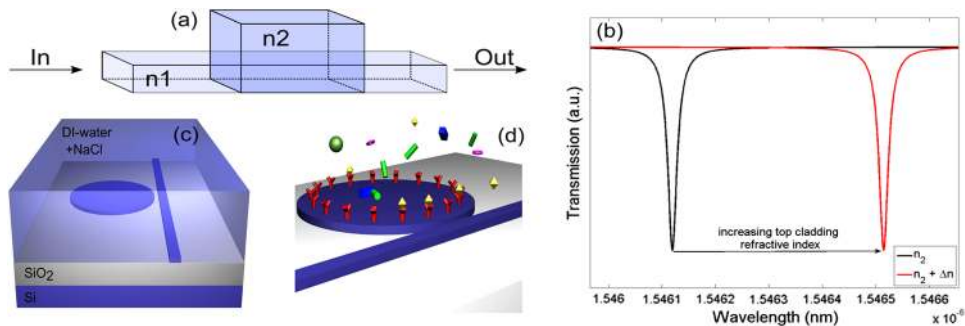 (a)
n2
In
Out
n1
(c)
DI-water
+NaCl
SiO2
Si
(d)
(b)
Transmission (a.u.)
increasing top cladding
refractive index
n2
n2 + Δn
1.546 1.5461 1.5462 1.5463 1.5464 1.5465 1.5466
Wavelength (nm)
x 10-6